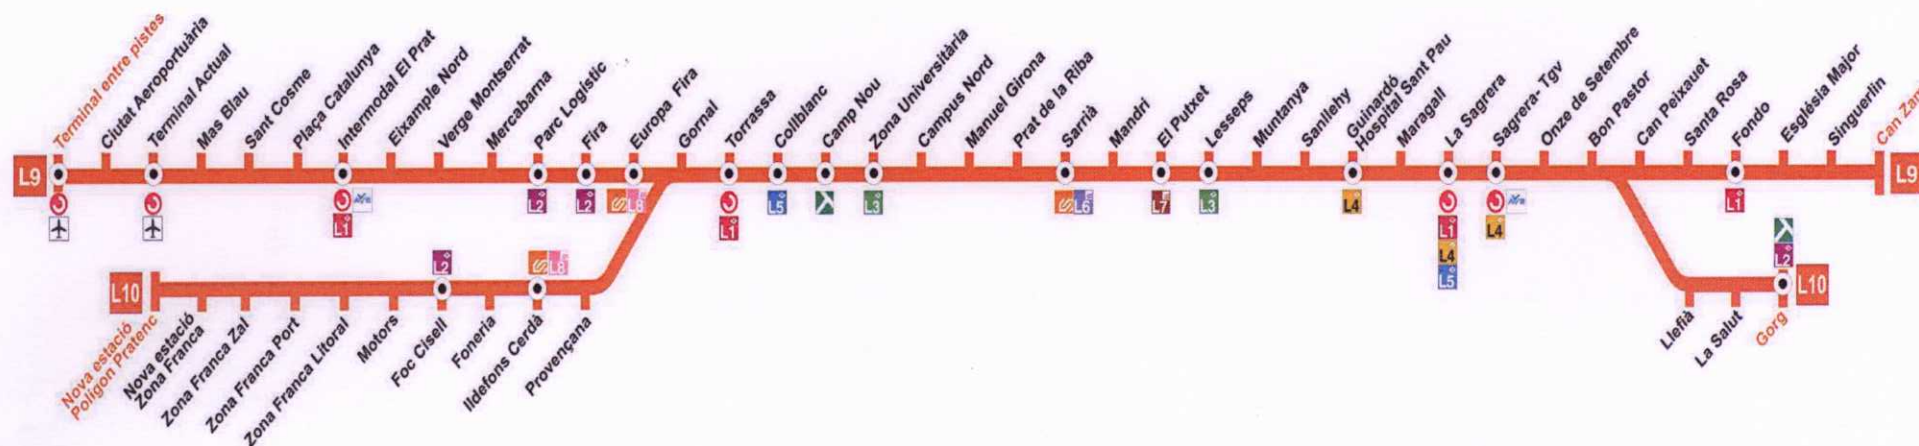 Terminal entre pistes
Ciutat Aeroportuària
Terminal Actual
Mas Blau
Sant Cosme
Plaça Catalunya
Intermodal El Prat
Eixample Nord
Verge Montserrat
Mercabarna
Parc Logístic
Fira
Europa Fira
Gornal
Torrassa
Collblanc
Camp Nou
Zona Universitària
Campus Nord
Manuel Girona
Prat de la Riba
Sarrià
Mandri
El Putxet
Lesseps
Muntanya
Sanllehy
Guinardó
Hospital Sant Pau
Maragall
La Sagrera
Sagrera- Tgv
Onze de Setembre
Bon Pastor
Can Peixauet
Santa Rosa
Fondo
Església Major
Singuerlin
Can Zam
L9
L9
L1
L2
L2
L8
L1
L5
L3
L6
L7
L3
L4
L1
L4
L5
L4
L1
L2
L8
L2
L10
L10
Nova estació
Polígon Pratenc
Nova estació
Zona Franca
Zona Franca Zal
Zona Franca Port
Zona Franca Litoral
Motors
Foc Cisell
Foneria
Ildefons Cerdà
Provençana
Llefià
La Salut
Gorg